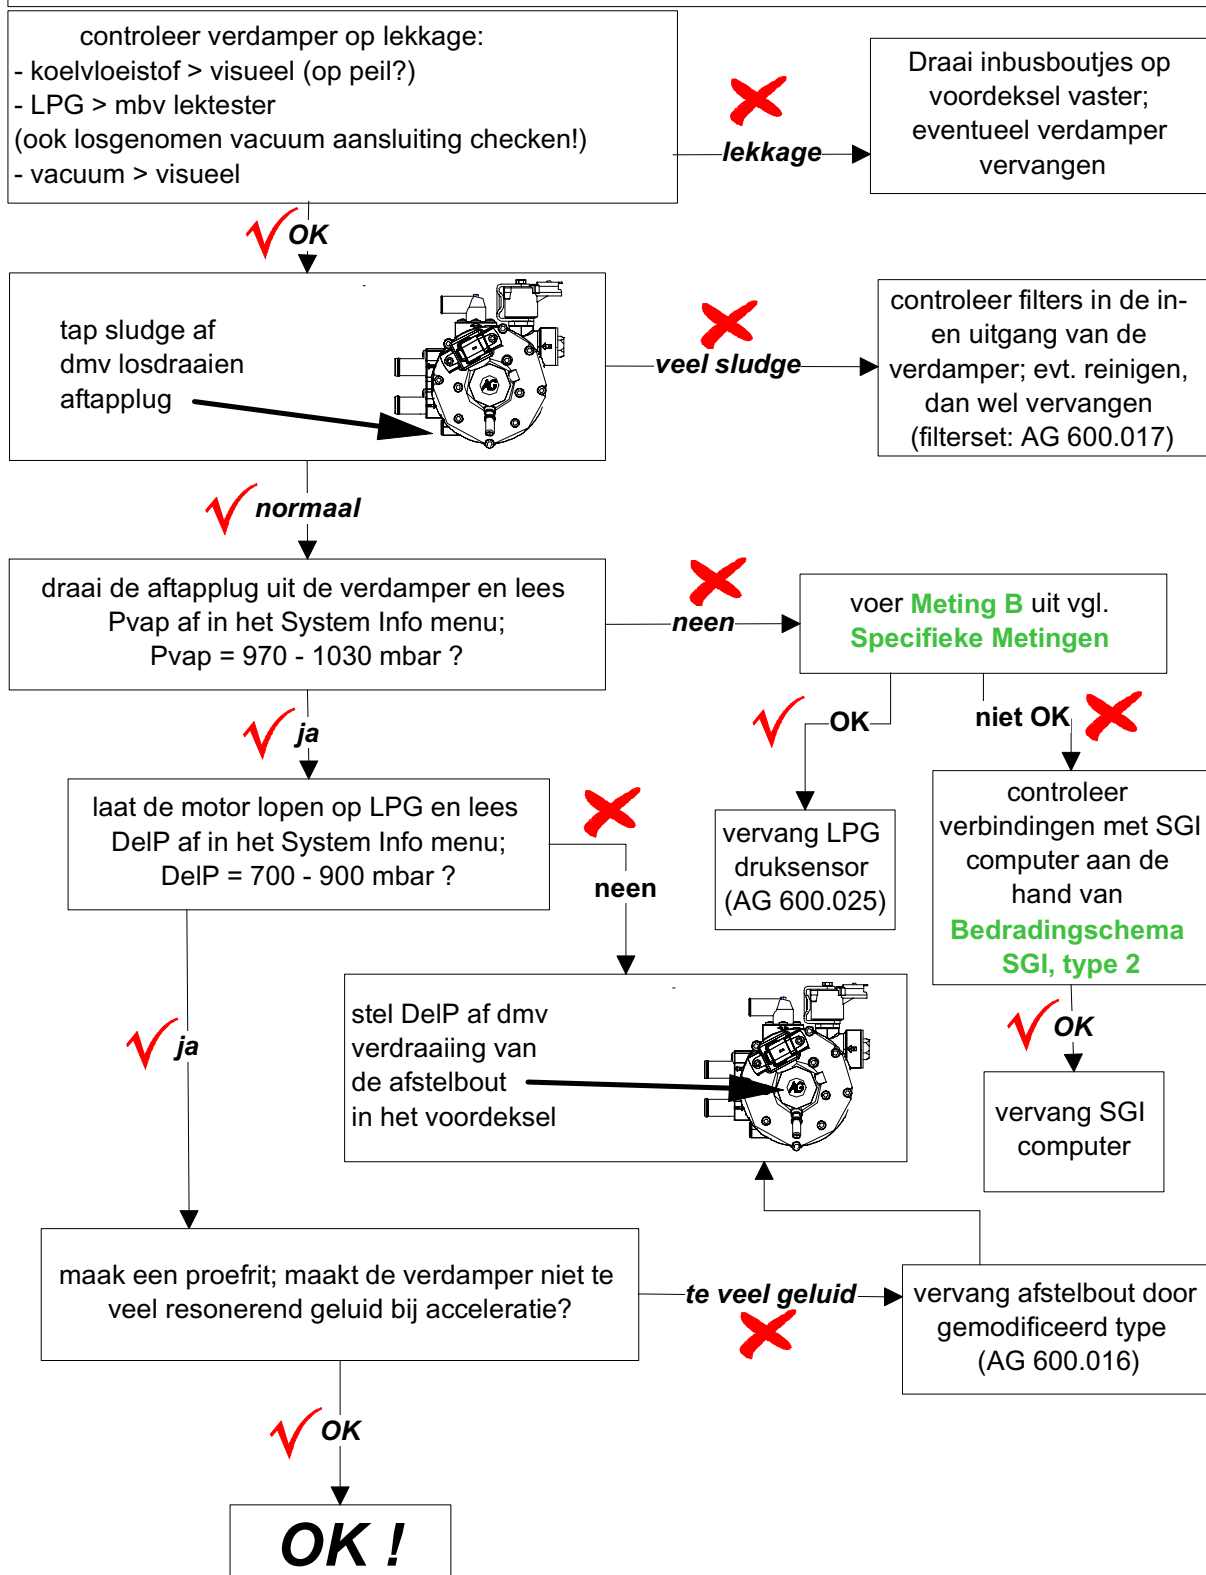 controleer verdamper op lekkage:
- koelvloeistof > visueel (op peil?)
- LPG > mbv lektester
(ook losgenomen vacuum aansluiting checken!)
- vacuum > visueel
lekkage
Draai inbusboutjes op
voordeksel vaster;
eventueel verdamper
vervangen
OK
tap sludge af
dmv losdraaien
aftapplug
AG
veel sludge
controleer filters in de in-
en uitgang van de
verdamper; evt. reinigen,
dan wel vervangen
(filterset: AG 600.017)
normaal
draai de aftapplug uit de verdamper en lees
Pvap af in het System Info menu;
Pvap = 970 - 1030 mbar ?
neen
voer Meting B uit vgl.
Specifieke Metingen
ja
OK
niet OK
laat de motor lopen op LPG en lees
DelP af in het System Info menu;
DelP = 700 - 900 mbar ?
neen
vervang LPG
druksensor
(AG 600.025)
controleer
verbindingen met SGI
computer aan de
hand van
Bedradingschema
SGI, type 2
ja
stel DelP af dmv
verdraaiing van
de afstelbout
in het voordeksel
AG
OK
vervang SGI
computer
maak een proefrit; maakt de verdamper niet te
veel resonerend geluid bij acceleratie?
te veel geluid
vervang afstelbout door
gemodificeerd type
(AG 600.016)
OK
OK !